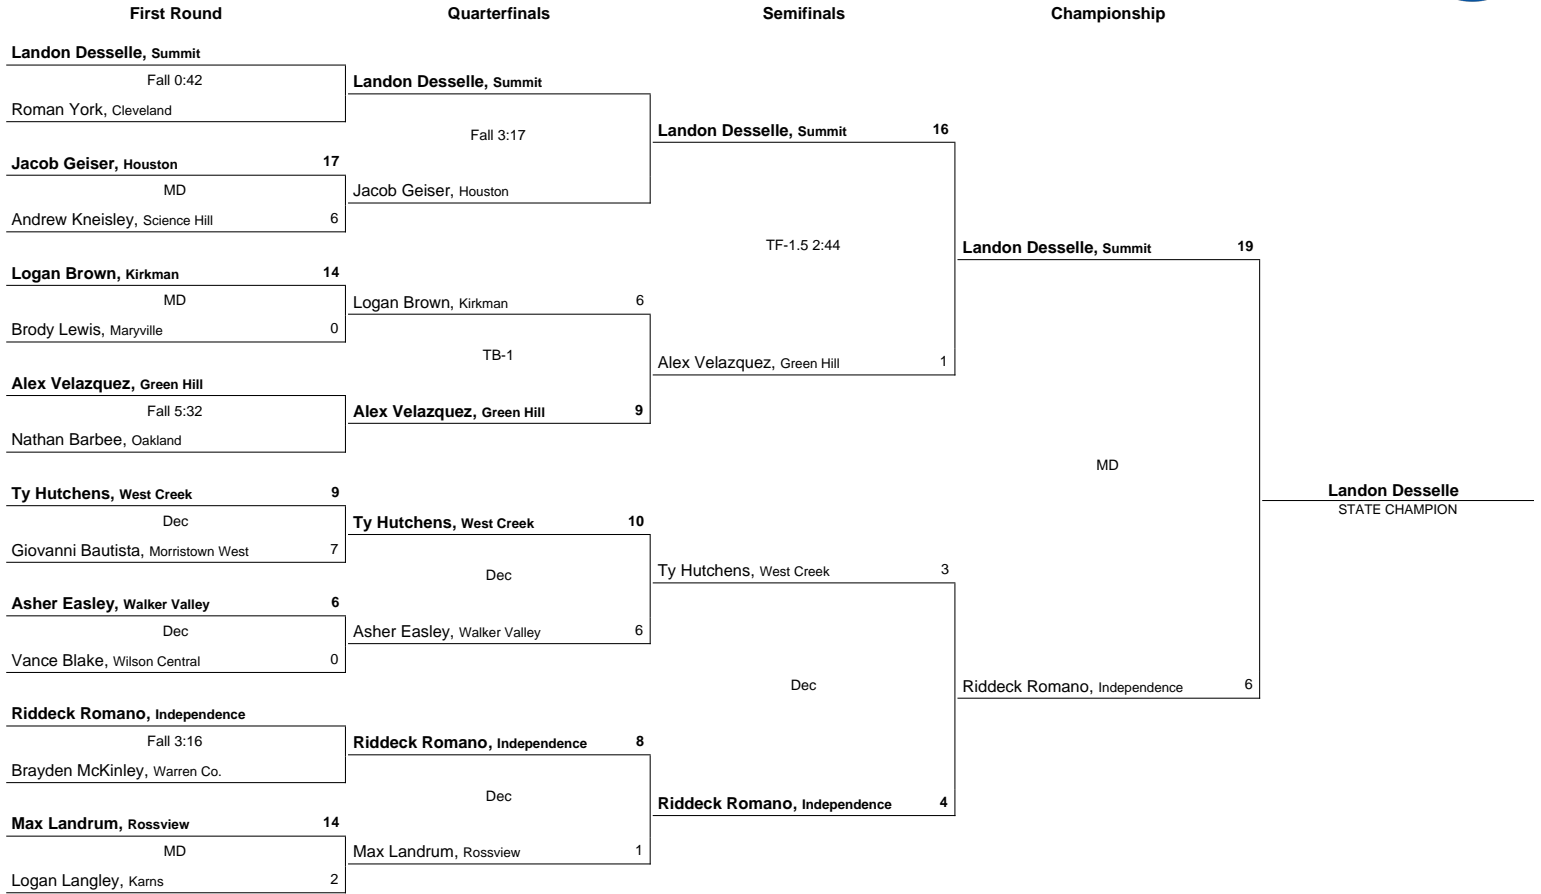 First Round Quarterfinals Semifinals Championship
Landon Desselle, Summit
Fall 0:42
Roman York, Cleveland
Jacob Geiser, Houston 17
MD
Andrew Kneisley, Science Hill 6
Logan Brown, Kirkman 14
MD
Brody Lewis, Maryville 0
Alex Velazquez, Green Hill
Fall 5:32
Nathan Barbee, Oakland
Ty Hutchens, West Creek 9
Dec
Giovanni Bautista, Morristown West 7
Asher Easley, Walker Valley 6
Dec
Vance Blake, Wilson Central 0
Riddeck Romano, Independence
Fall 3:16
Brayden McKinley, Warren Co.
Max Landrum, Rossview 14
MD
Logan Langley, Karns 2
Landon Desselle, Summit
Fall 3:17
Jacob Geiser, Houston
Logan Brown, Kirkman 6
TB-1
Alex Velazquez, Green Hill 9
Ty Hutchens, West Creek 10
Dec
Asher Easley, Walker Valley 6
Riddeck Romano, Independence 8
Dec
Max Landrum, Rossview 1
Landon Desselle, Summit 16
TF-1.5 2:44
Alex Velazquez, Green Hill 1
Ty Hutchens, West Creek 3
Dec
Riddeck Romano, Independence 4
Landon Desselle, Summit 19
MD
Riddeck Romano, Independence 6
Landon Desselle
STATE CHAMPION